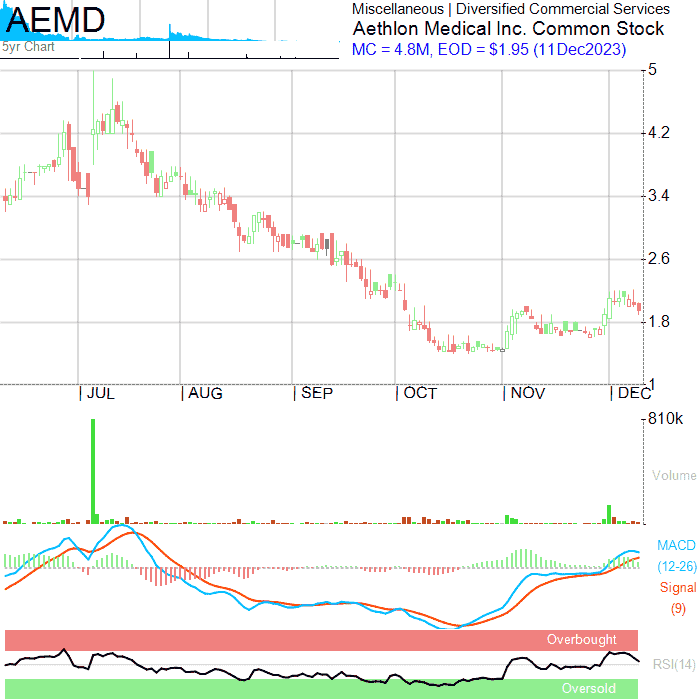 AEMD
5yr Chart
Miscellaneous | Diversified Commercial Services
Aethlon Medical Inc. Common Stock
MC = 4.8M, EOD = $1.95 (11Dec2023)
5
4.2
3.4
2.6
1.8
1
JUL AUG SEP OCT NOV DEC
810k
Volume
MACD
(12-26)
Signal
(9)
Overbought
RSI(14)
Oversold